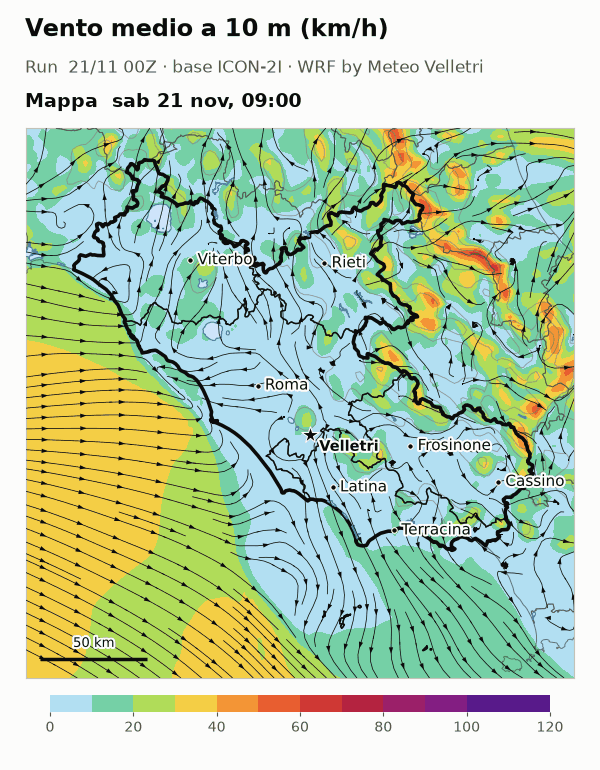 Vento medio a 10 m (km/h)
Run 21/11 00Z · base ICON-2I · WRF by Meteo Velletri
Mappa sab 21 nov, 09:00
Viterbo
Rieti
Roma
Velletri
Frosinone
Cassino
Latina
Terracina
50 km
0 20 40 60 80 100 120